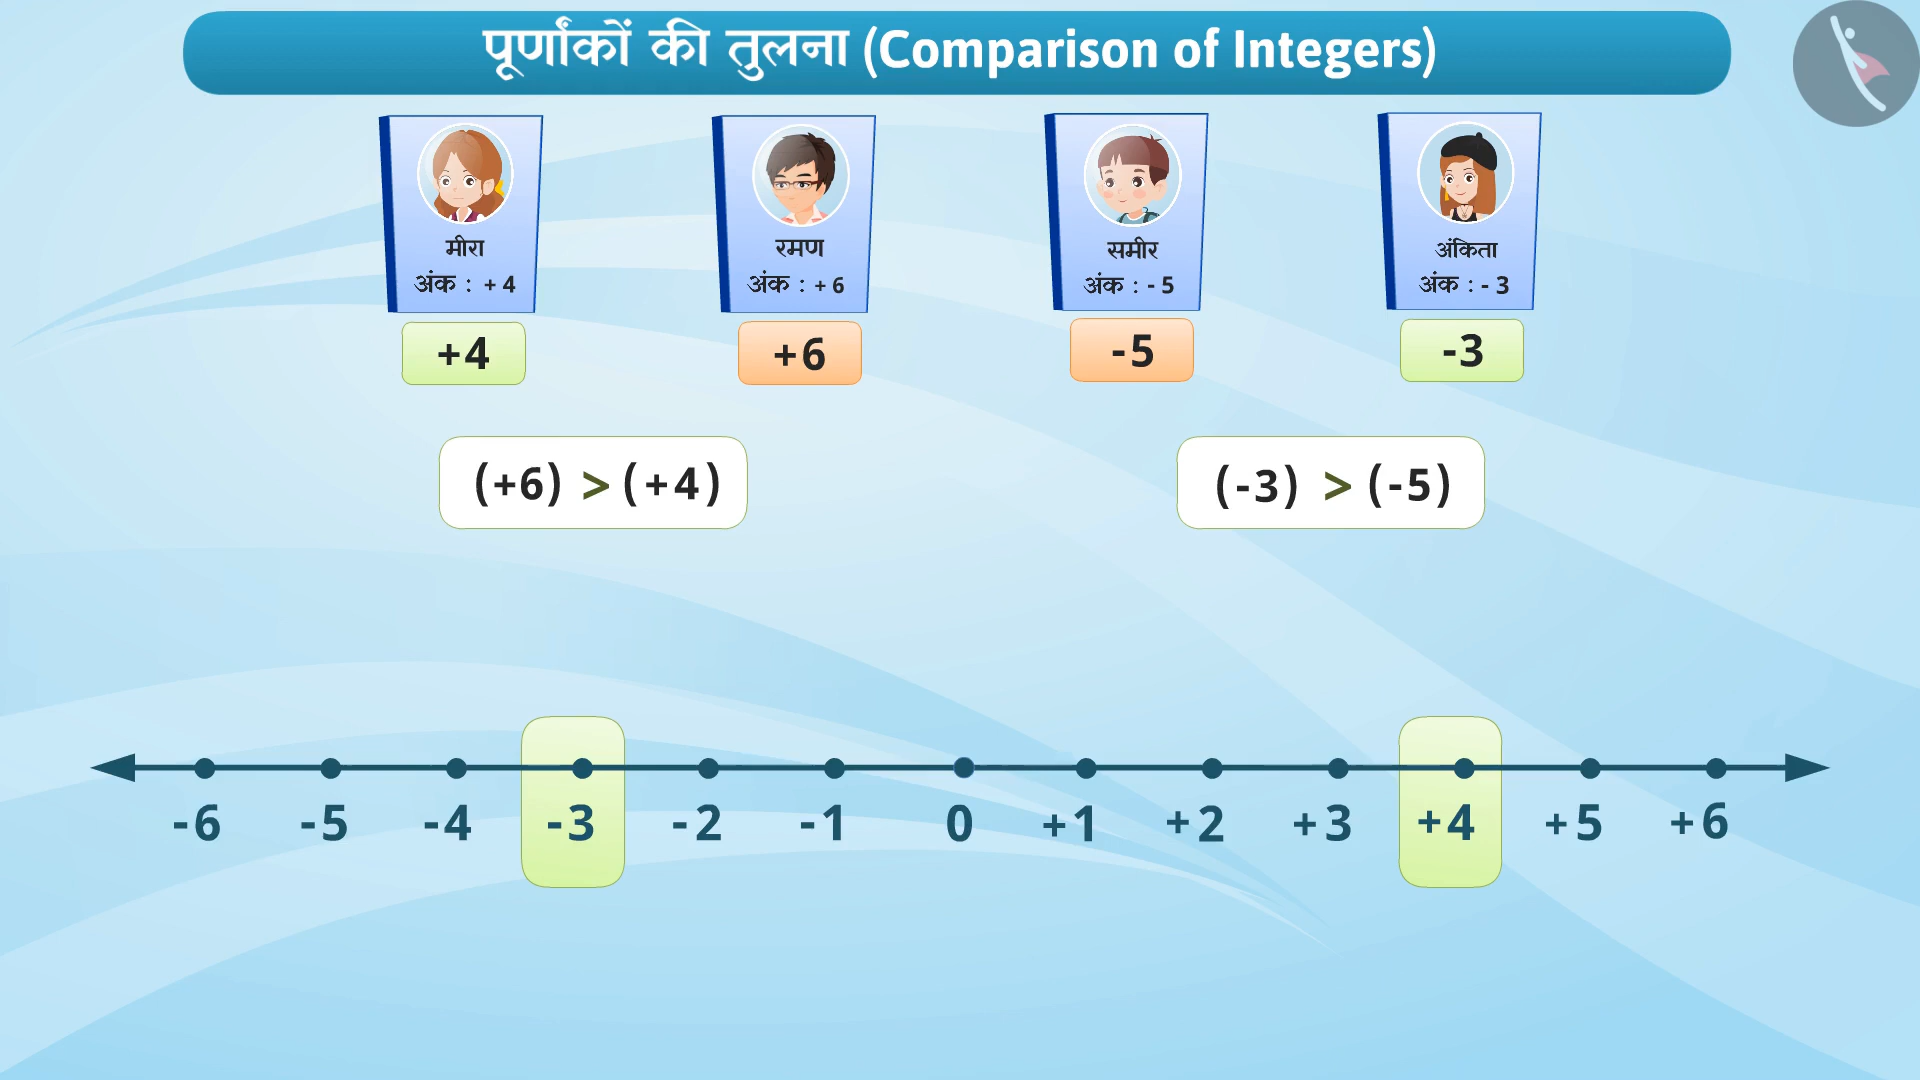 पूर्णांकों की तुलना (Comparison of Integers)
मीरा
अंक : + 4
रमण
अंक : + 6
समीर
अंक : - 5
अंकिता
अंक : - 3
+4
+6
-5
-3
(+6) > (+4)
(-3) > (-5)
-6 -5 -4 -3 -2 -1 0 +1 +2 +3 +4 +5 +6